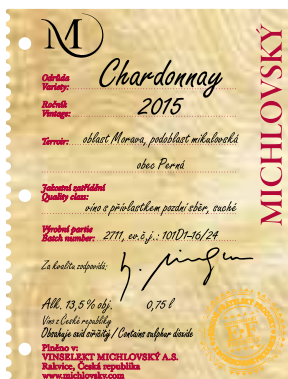 M
MICHLOVSKÝ
Odrůda
Variety:
Chardonnay
Ročník
Vintage:
2015
Terroir:
oblast Morava, podoblast mikulovská
obec Perná
Jakostní zatřídění
Quality class:
víno s přívlastkem pozdní sběr, suché
Výrobní partie
Batch number:
2711, ev.č.j.: 101D1-16/24
Za kvalitu zodpovídá:
Alk. 13,5 % obj. 0,75 l
Víno z České republiky
Obsahuje oxid siřičitý / Contains sulphur dioxide
Plněno v:
VINSELEKT MICHLOVSKÝ A.S.
Rakvice, Česká republika
www.michlovsky.com